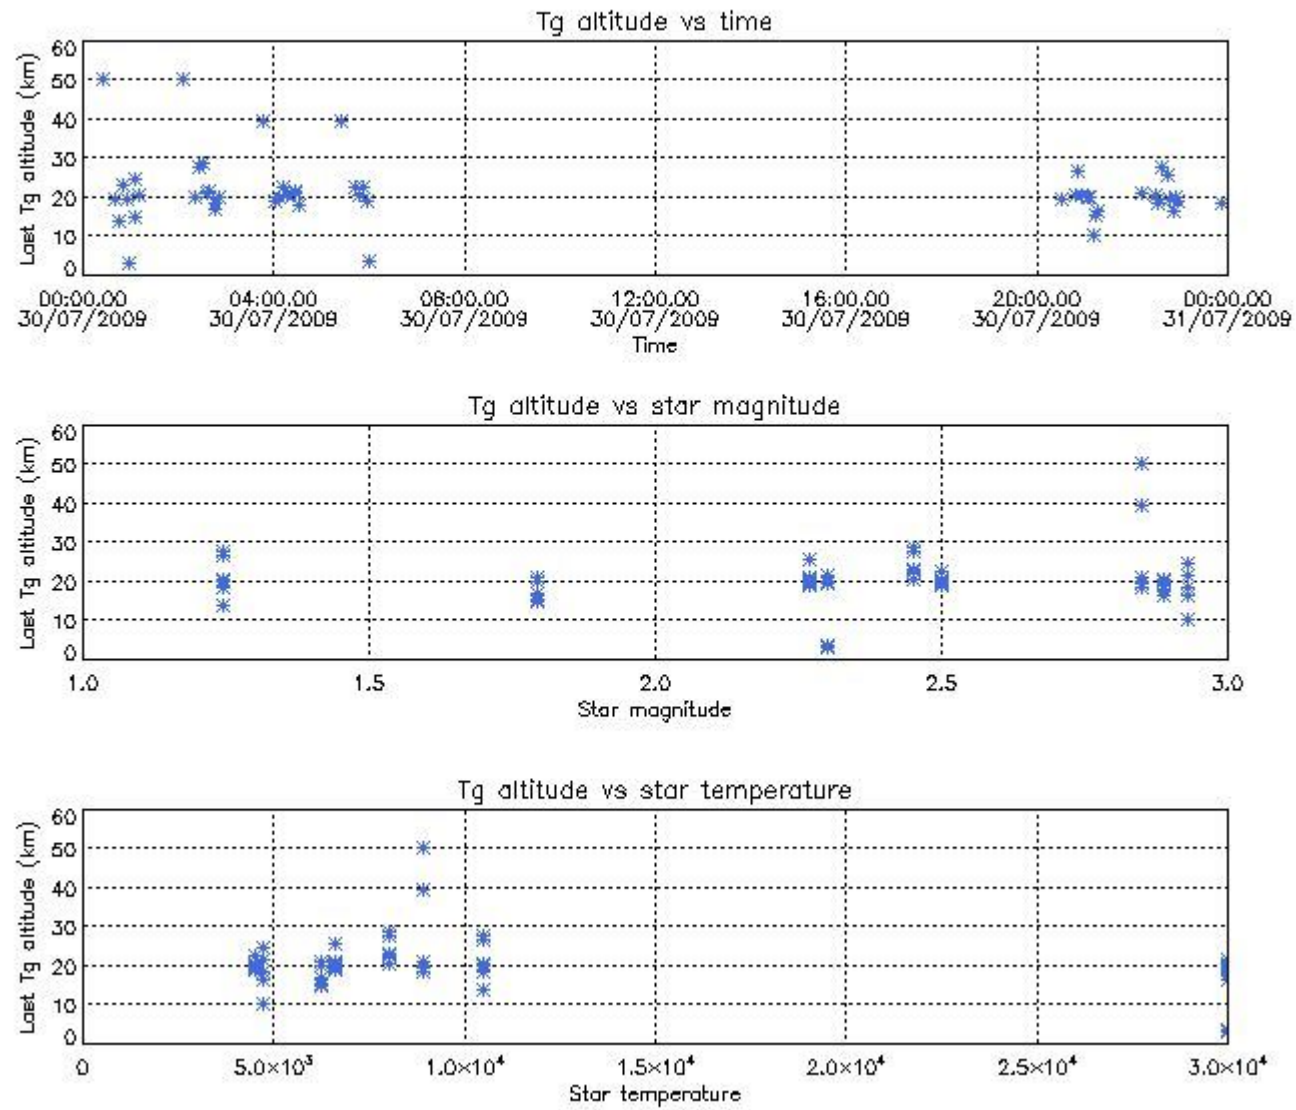 Tg altitude vs time
Last Tg altitude (km)
60
50
40
30
20
10
0
00:00.00 04:00.00 08:00.00 12:00.00 16:00.00 20:00.00 00:00.00
30/07/2009 30/07/2009 30/07/2009 30/07/2009 30/07/2009 30/07/2009 31/07/2009
Time
Tg altitude vs star magnitude
Last Tg altitude (km)
60
50
40
30
20
10
0
1.0 1.5 2.0 2.5 3.0
Star magnitude
Tg altitude vs star temperature
Last Tg altitude (km)
60
50
40
30
20
10
0
0 5.0×10³ 1.0×10⁴ 1.5×10⁴ 2.0×10⁴ 2.5×10⁴ 3.0×10⁴
Star temperature